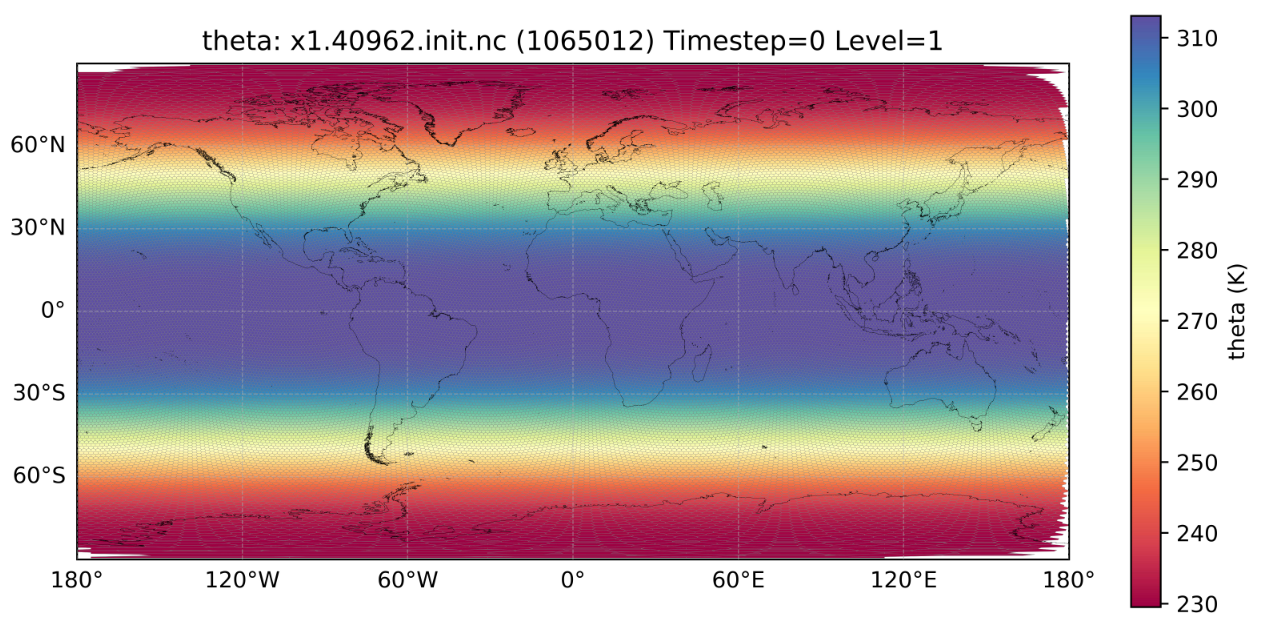 theta: x1.40962.init.nc (1065012) Timestep=0 Level=1
60°N
30°N
0°
30°S
60°S
180°
120°W
60°W
0°
60°E
120°E
180°
310
300
290
280
270
260
250
240
230
theta (K)